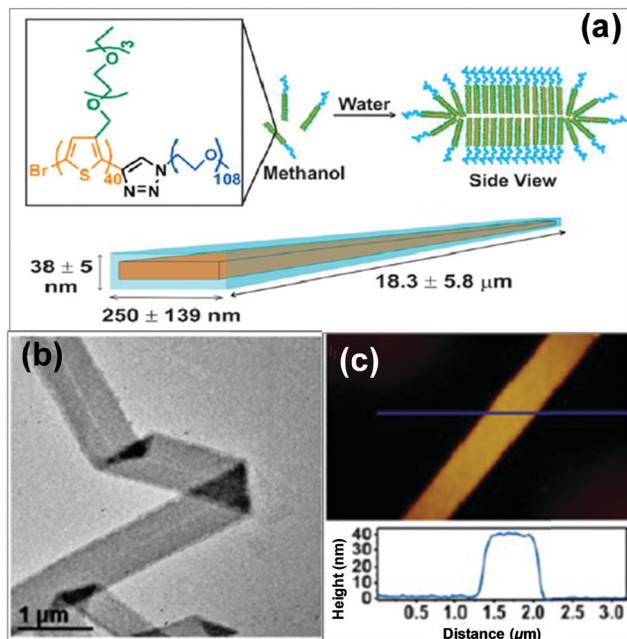 (a)
3
O
O
Br
S
40
N=N
N
O
108
Methanol
Water
Side View
38 ± 5
nm
250 ± 139 nm
18.3 ± 5.8 μm
(b)
1 μm
(c)
Height (nm)
40
30
20
10
0
0.5 1.0 1.5 2.0 2.5 3.0
Distance (μm)